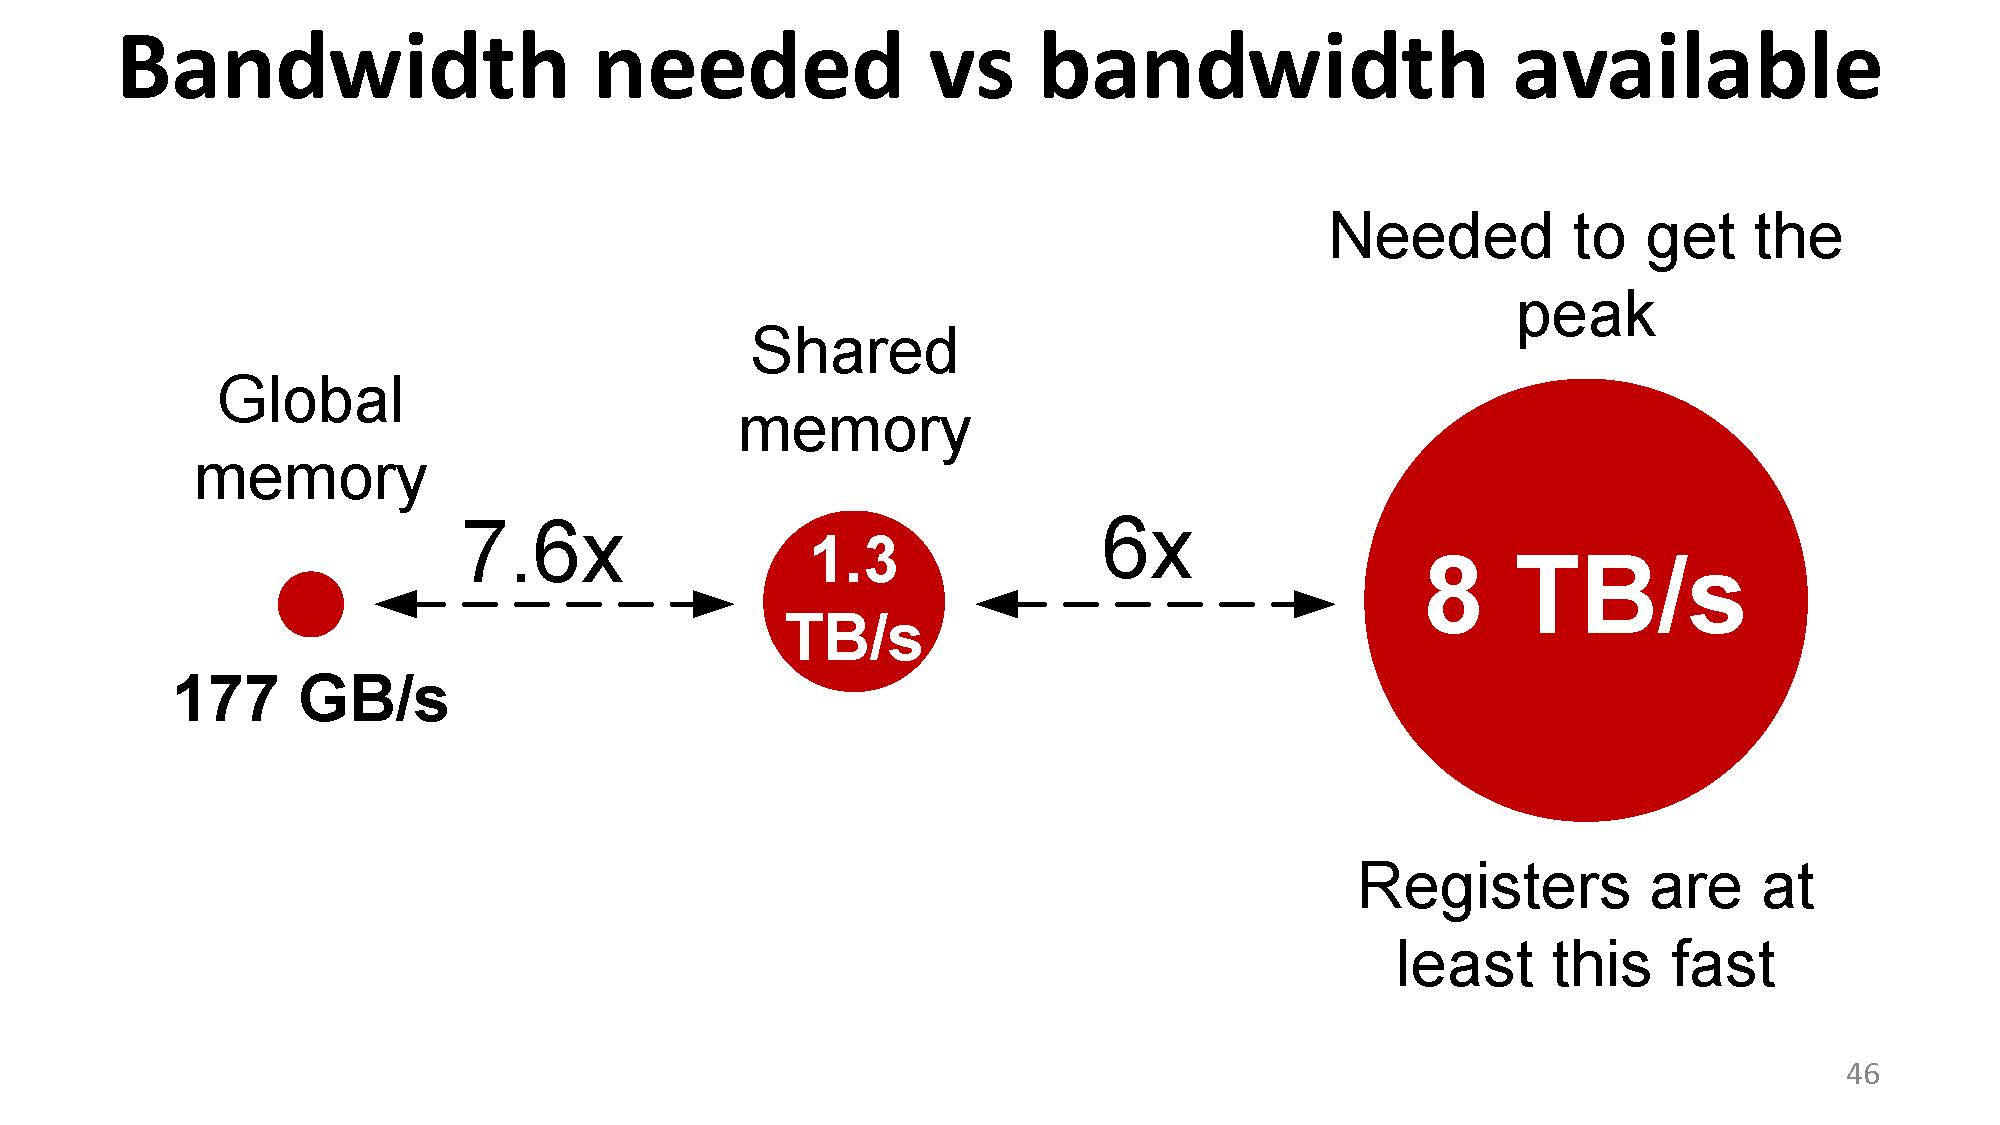 Bandwidth needed vs bandwidth available
Global
memory
177 GB/s
7.6x
Shared
memory
1.3
TB/s
6x
Needed to get the
peak
8 TB/s
Registers are at
least this fast
46